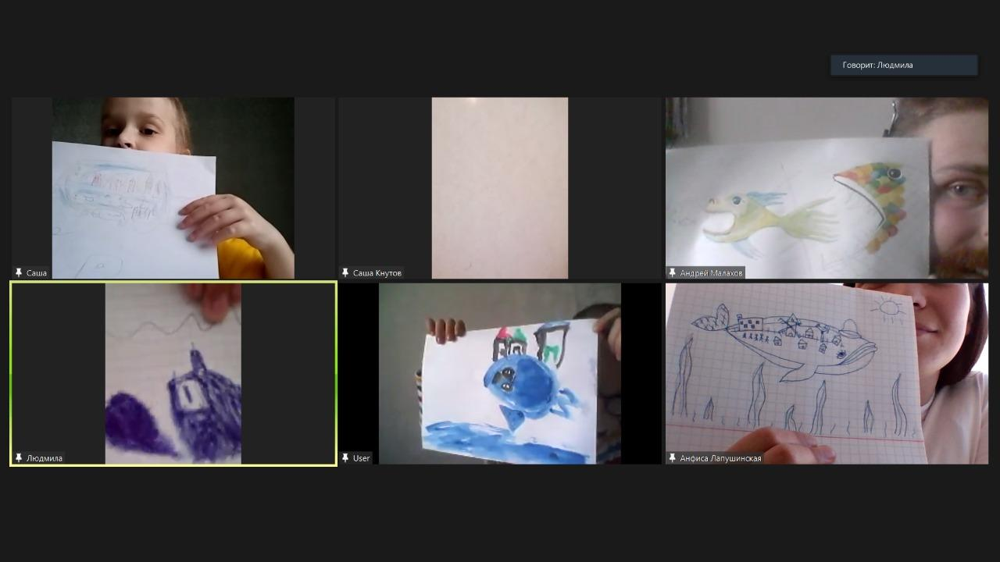 Говорит: Людмила
Саша
Саша Кнутов
Андрей Малахов
Людмила
User
Анфиса Лапушинская